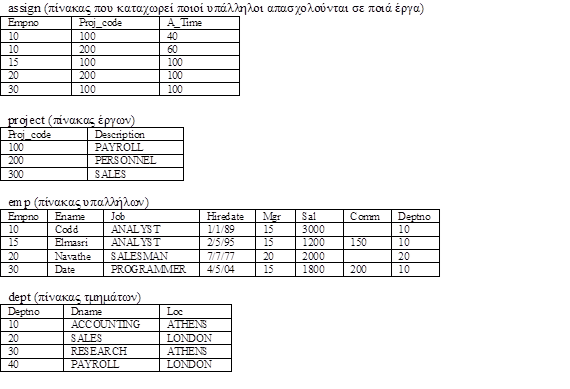 assign (πίνακας που καταχωρεί ποιοί υπάλληλοι απασχολούνται σε ποιά έργα)
Empno Proj_code A_Time
10 100 40
10 200 60
15 100 100
20 200 100
30 100 100
project (πίνακας έργων)
Proj_code Description
100 PAYROLL
200 PERSONNEL
300 SALES
emp (πίνακας υπαλλήλων)
Empno Ename Job Hiredate Mgr Sal Comm Deptno
10 Codd ANALYST 1/1/89 15 3000 10
15 Elmasri ANALYST 2/5/95 15 1200 150 10
20 Navathe SALESMAN 7/7/77 20 2000 20
30 Date PROGRAMMER 4/5/04 15 1800 200 10
dept (πίνακας τμημάτων)
Deptno Dname Loc
10 ACCOUNTING ATHENS
20 SALES LONDON
30 RESEARCH ATHENS
40 PAYROLL LONDON